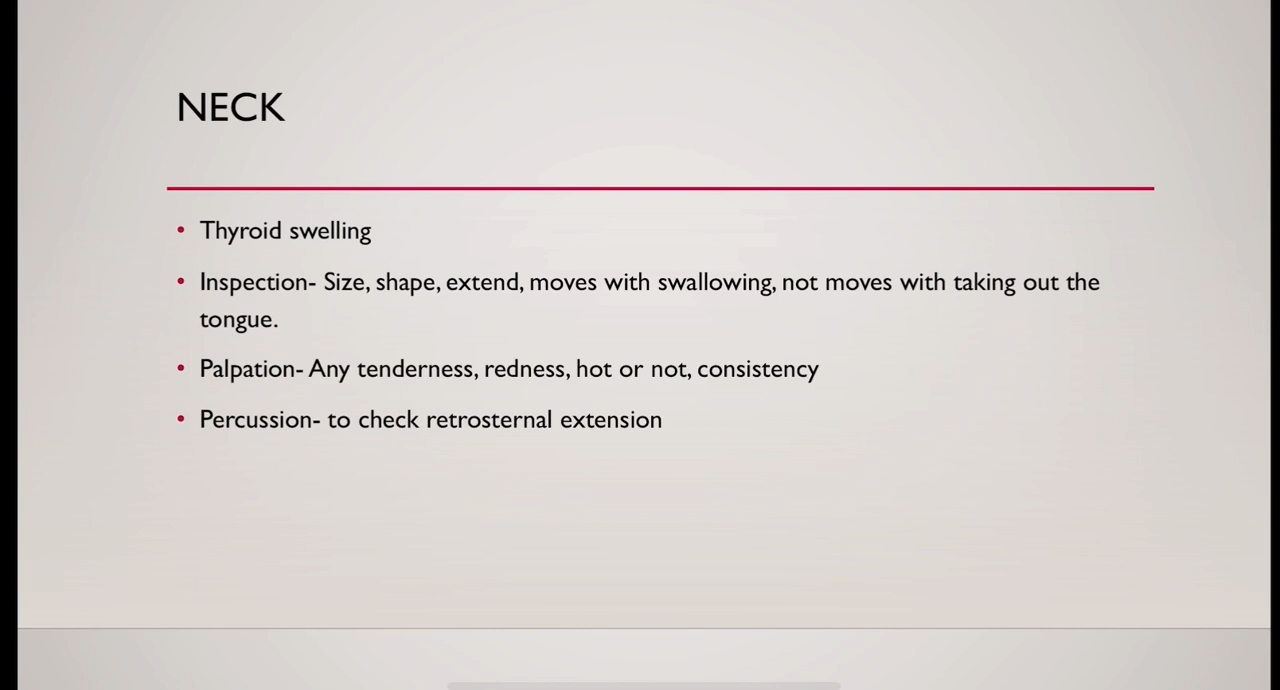 NECK
• Thyroid swelling
• Inspection- Size, shape, extend, moves with swallowing, not moves with taking out the
tongue.
• Palpation- Any tenderness, redness, hot or not, consistency
• Percussion- to check retrosternal extension